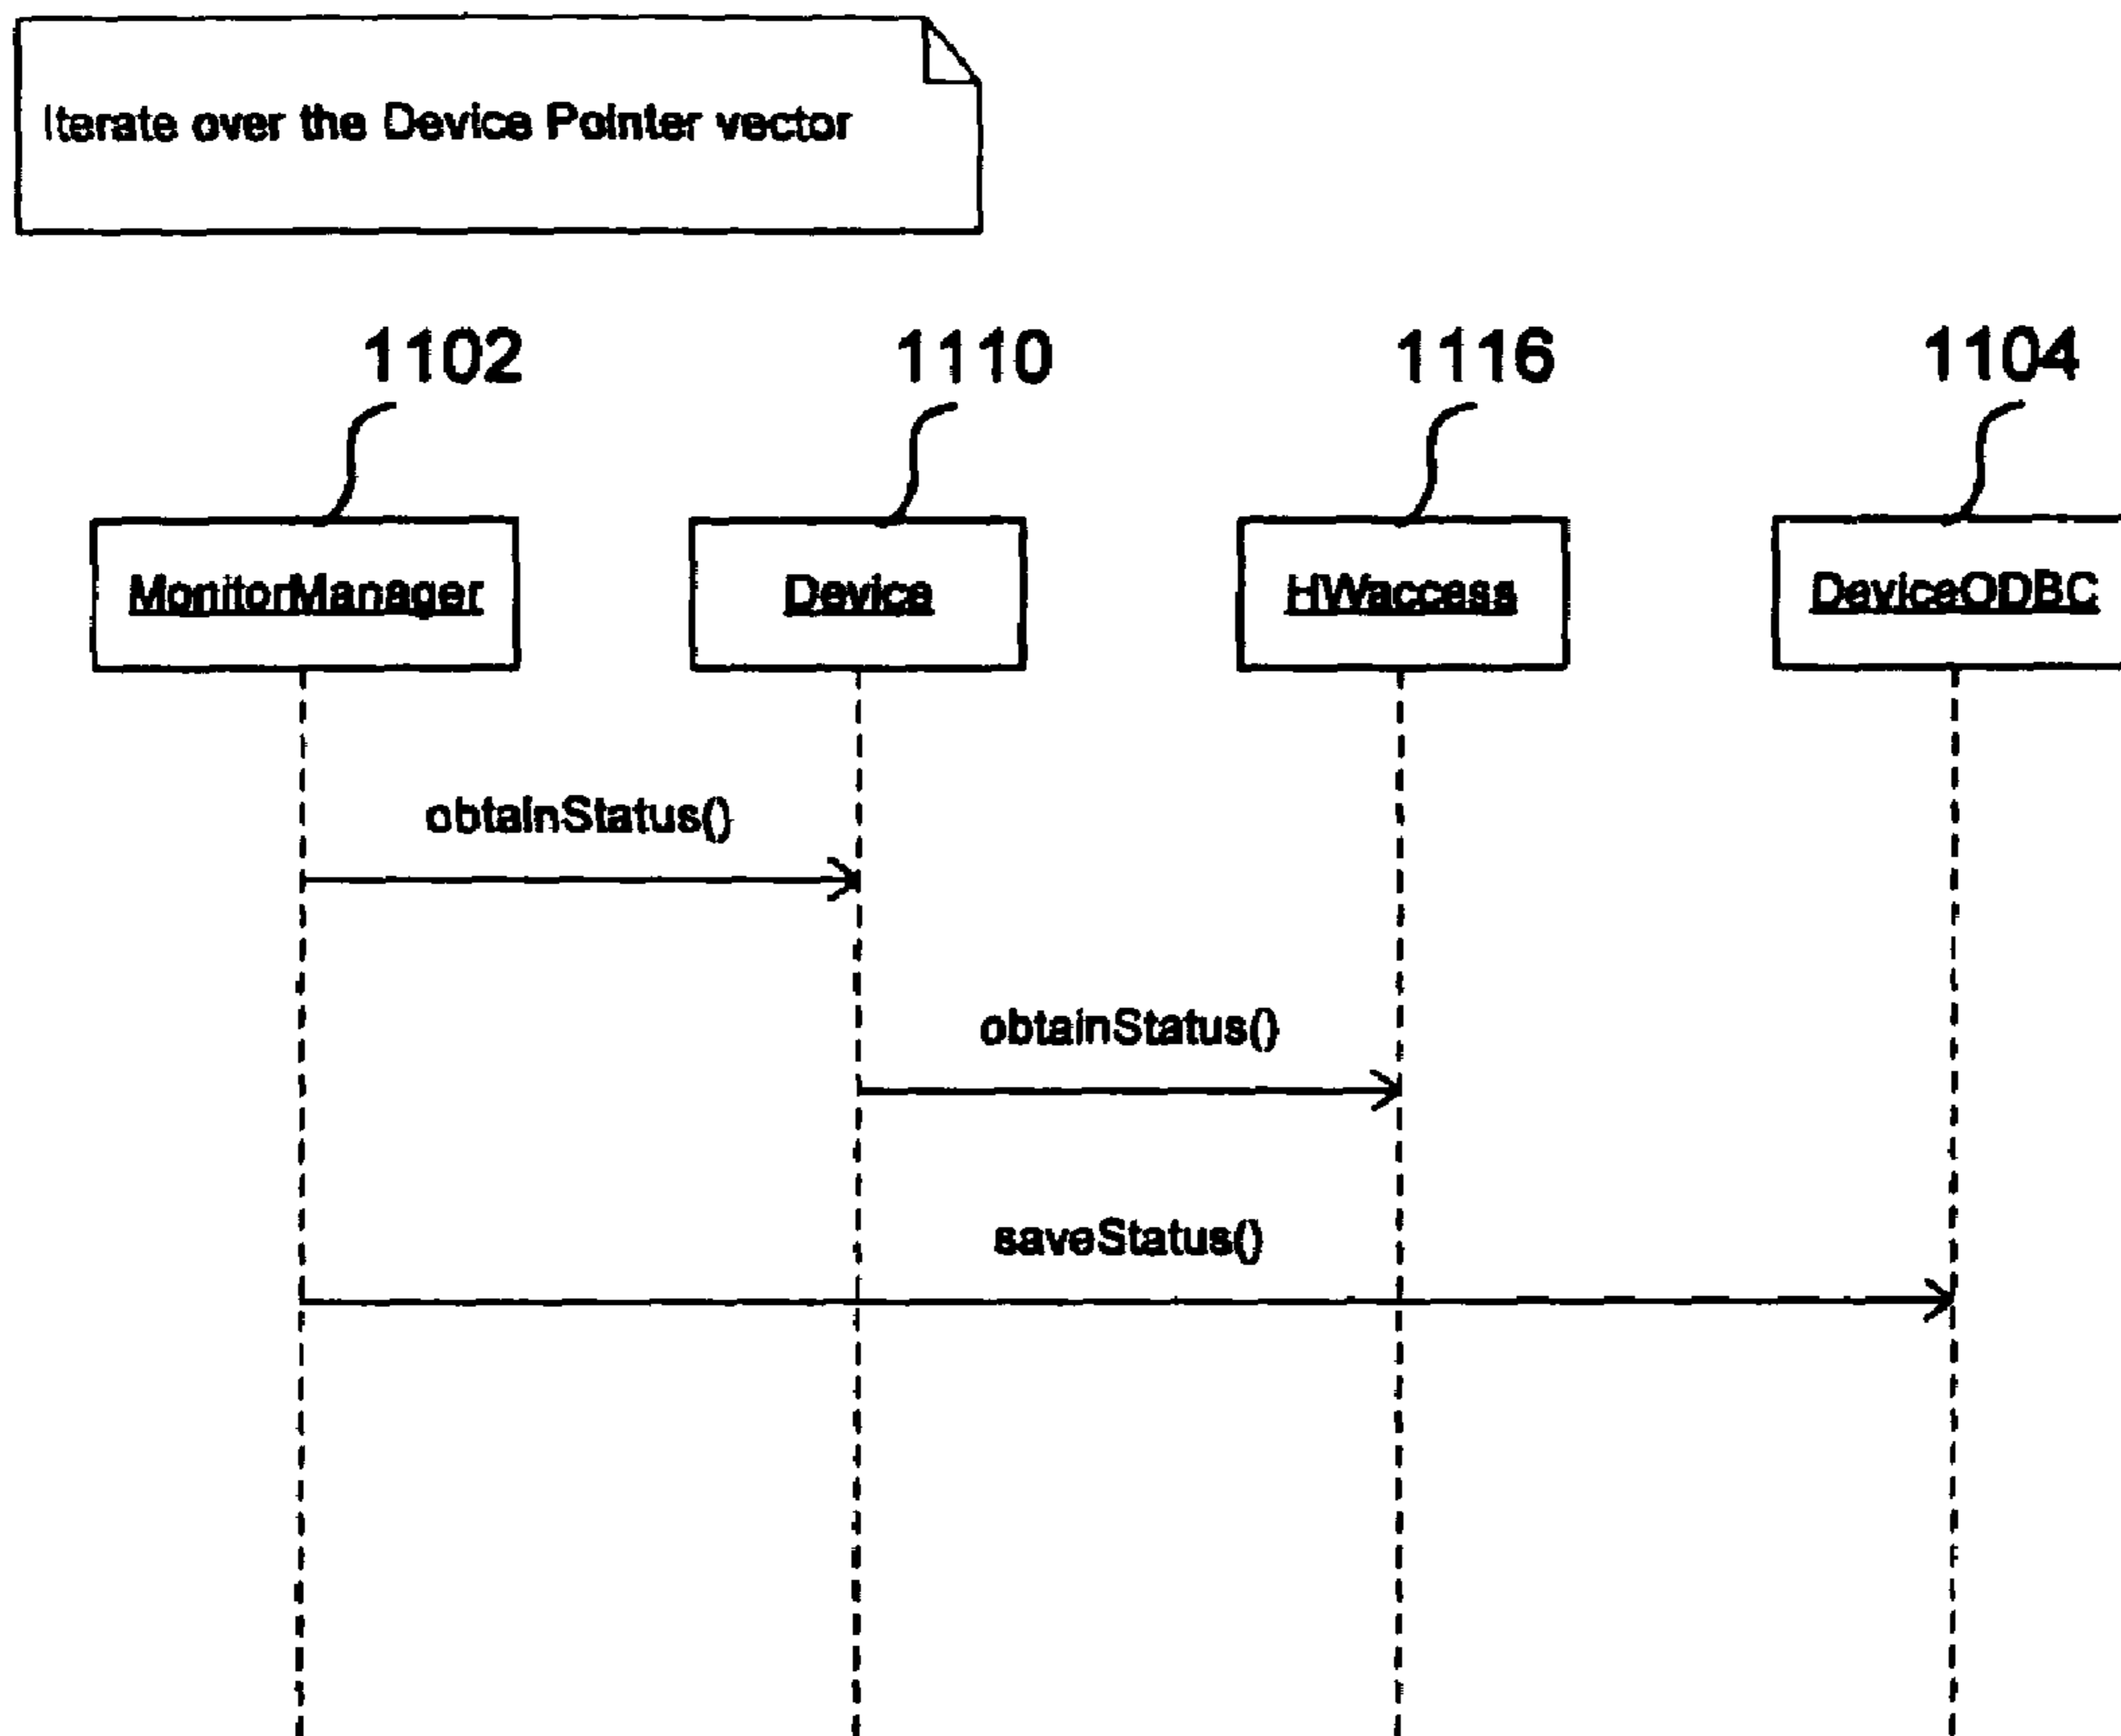 Iterate over the Device Pointer vector
1102 1110 1116 1104
MonitorManager Device HWaccess DeviceODBC
obtainStatus()
obtainStatus()
saveStatus()